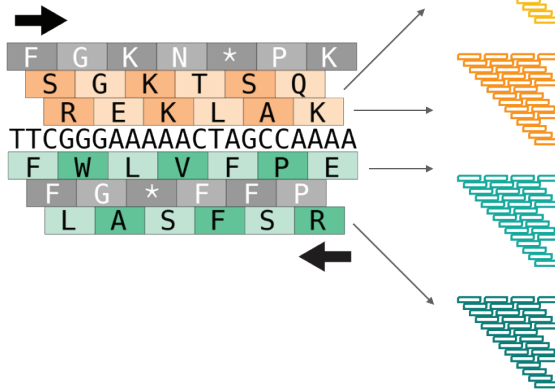 F G K N * P K
S G K T S Q
R E K L A K
TTCGGGAAAAACTAGCCAAAA
F W L V F P E
F G * F F P
L A S F S R